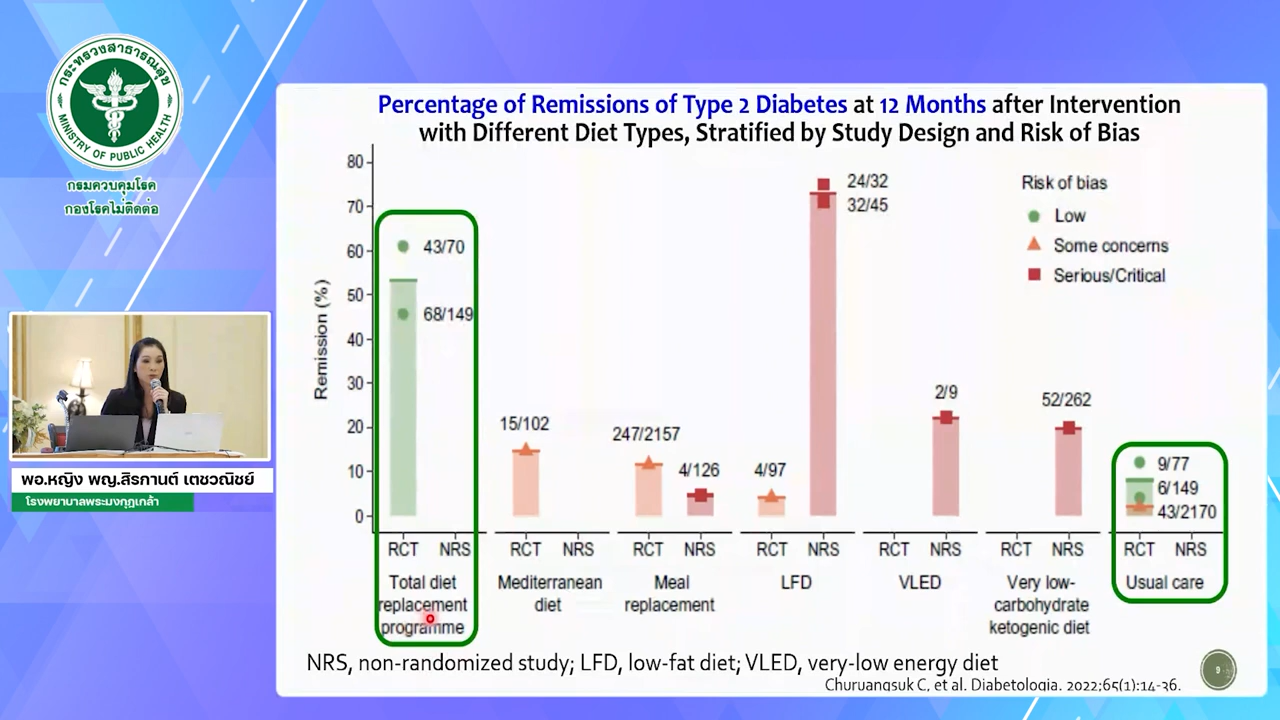 กระทรวงสาธารณสุข
MINISTRY OF PUBLIC HEALTH
กรมควบคุมโรค
กองโรคไม่ติดต่อ
พอ.หญิง พญ.สิรกานต์ เตชวณิชย์
โรงพยาบาลพระมงกุฎเกล้า
Percentage of Remissions of Type 2 Diabetes at 12 Months after Intervention
with Different Diet Types, Stratified by Study Design and Risk of Bias
Remission (%)
80
70
60
50
40
30
20
10
0
43/70
68/149
15/102
247/2157
4/126
4/97
24/32
32/45
2/9
52/262
9/77
6/149
43/2170
Risk of bias
Low
Some concerns
Serious/Critical
RCT NRS RCT NRS RCT NRS RCT NRS RCT NRS RCT NRS RCT NRS
Total diet
replacement
programme
Mediterranean
diet
Meal
replacement
LFD
VLED
Very low-
carbohydrate
ketogenic diet
Usual care
NRS, non-randomized study; LFD, low-fat diet; VLED, very-low energy diet
Churuangsuk C, et al. Diabetologia. 2022;65(1):14-36.
9